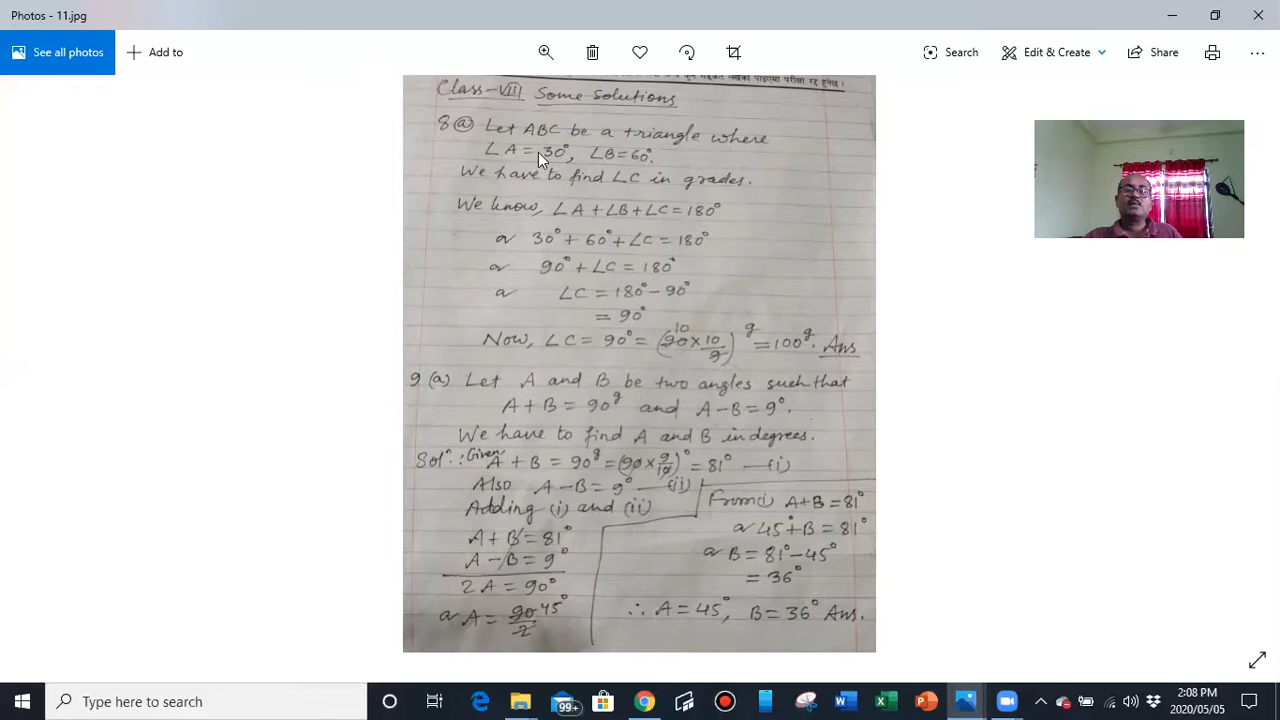 Photos - 11.jpg
See all photos
Add to
Search
Edit & Create
Share
परीक्षा रद्द हुनेछ ।
Class-VIII Some Solutions
8 (a) Let ABC be a triangle where
∠A = 30°, ∠B = 60°.
We have to find ∠C in grades.
We know, ∠A + ∠B + ∠C = 180°
or 30° + 60° + ∠C = 180°
or 90° + ∠C = 180°
or ∠C = 180° - 90°
= 90°
Now, ∠C = 90° = (90 × 10/9)^g = 100^g. Ans
10
9 (a) Let A and B be two angles such that
A + B = 90^g and A - B = 9°.
We have to find A and B in degrees.
Solⁿ: Given A + B = 90^g = (90 × 9/10)° = 81° —(i)
Also A - B = 9° —(ii)
Adding (i) and (ii)
A + B = 81°
A - B = 9°
2A = 90°
or A = 90/2 45°
From (i) A + B = 81°
or 45° + B = 81°
or B = 81° - 45°
= 36°
∴ A = 45°, B = 36° Ans.
Type here to search
99+
2:08 PM
2020/05/05